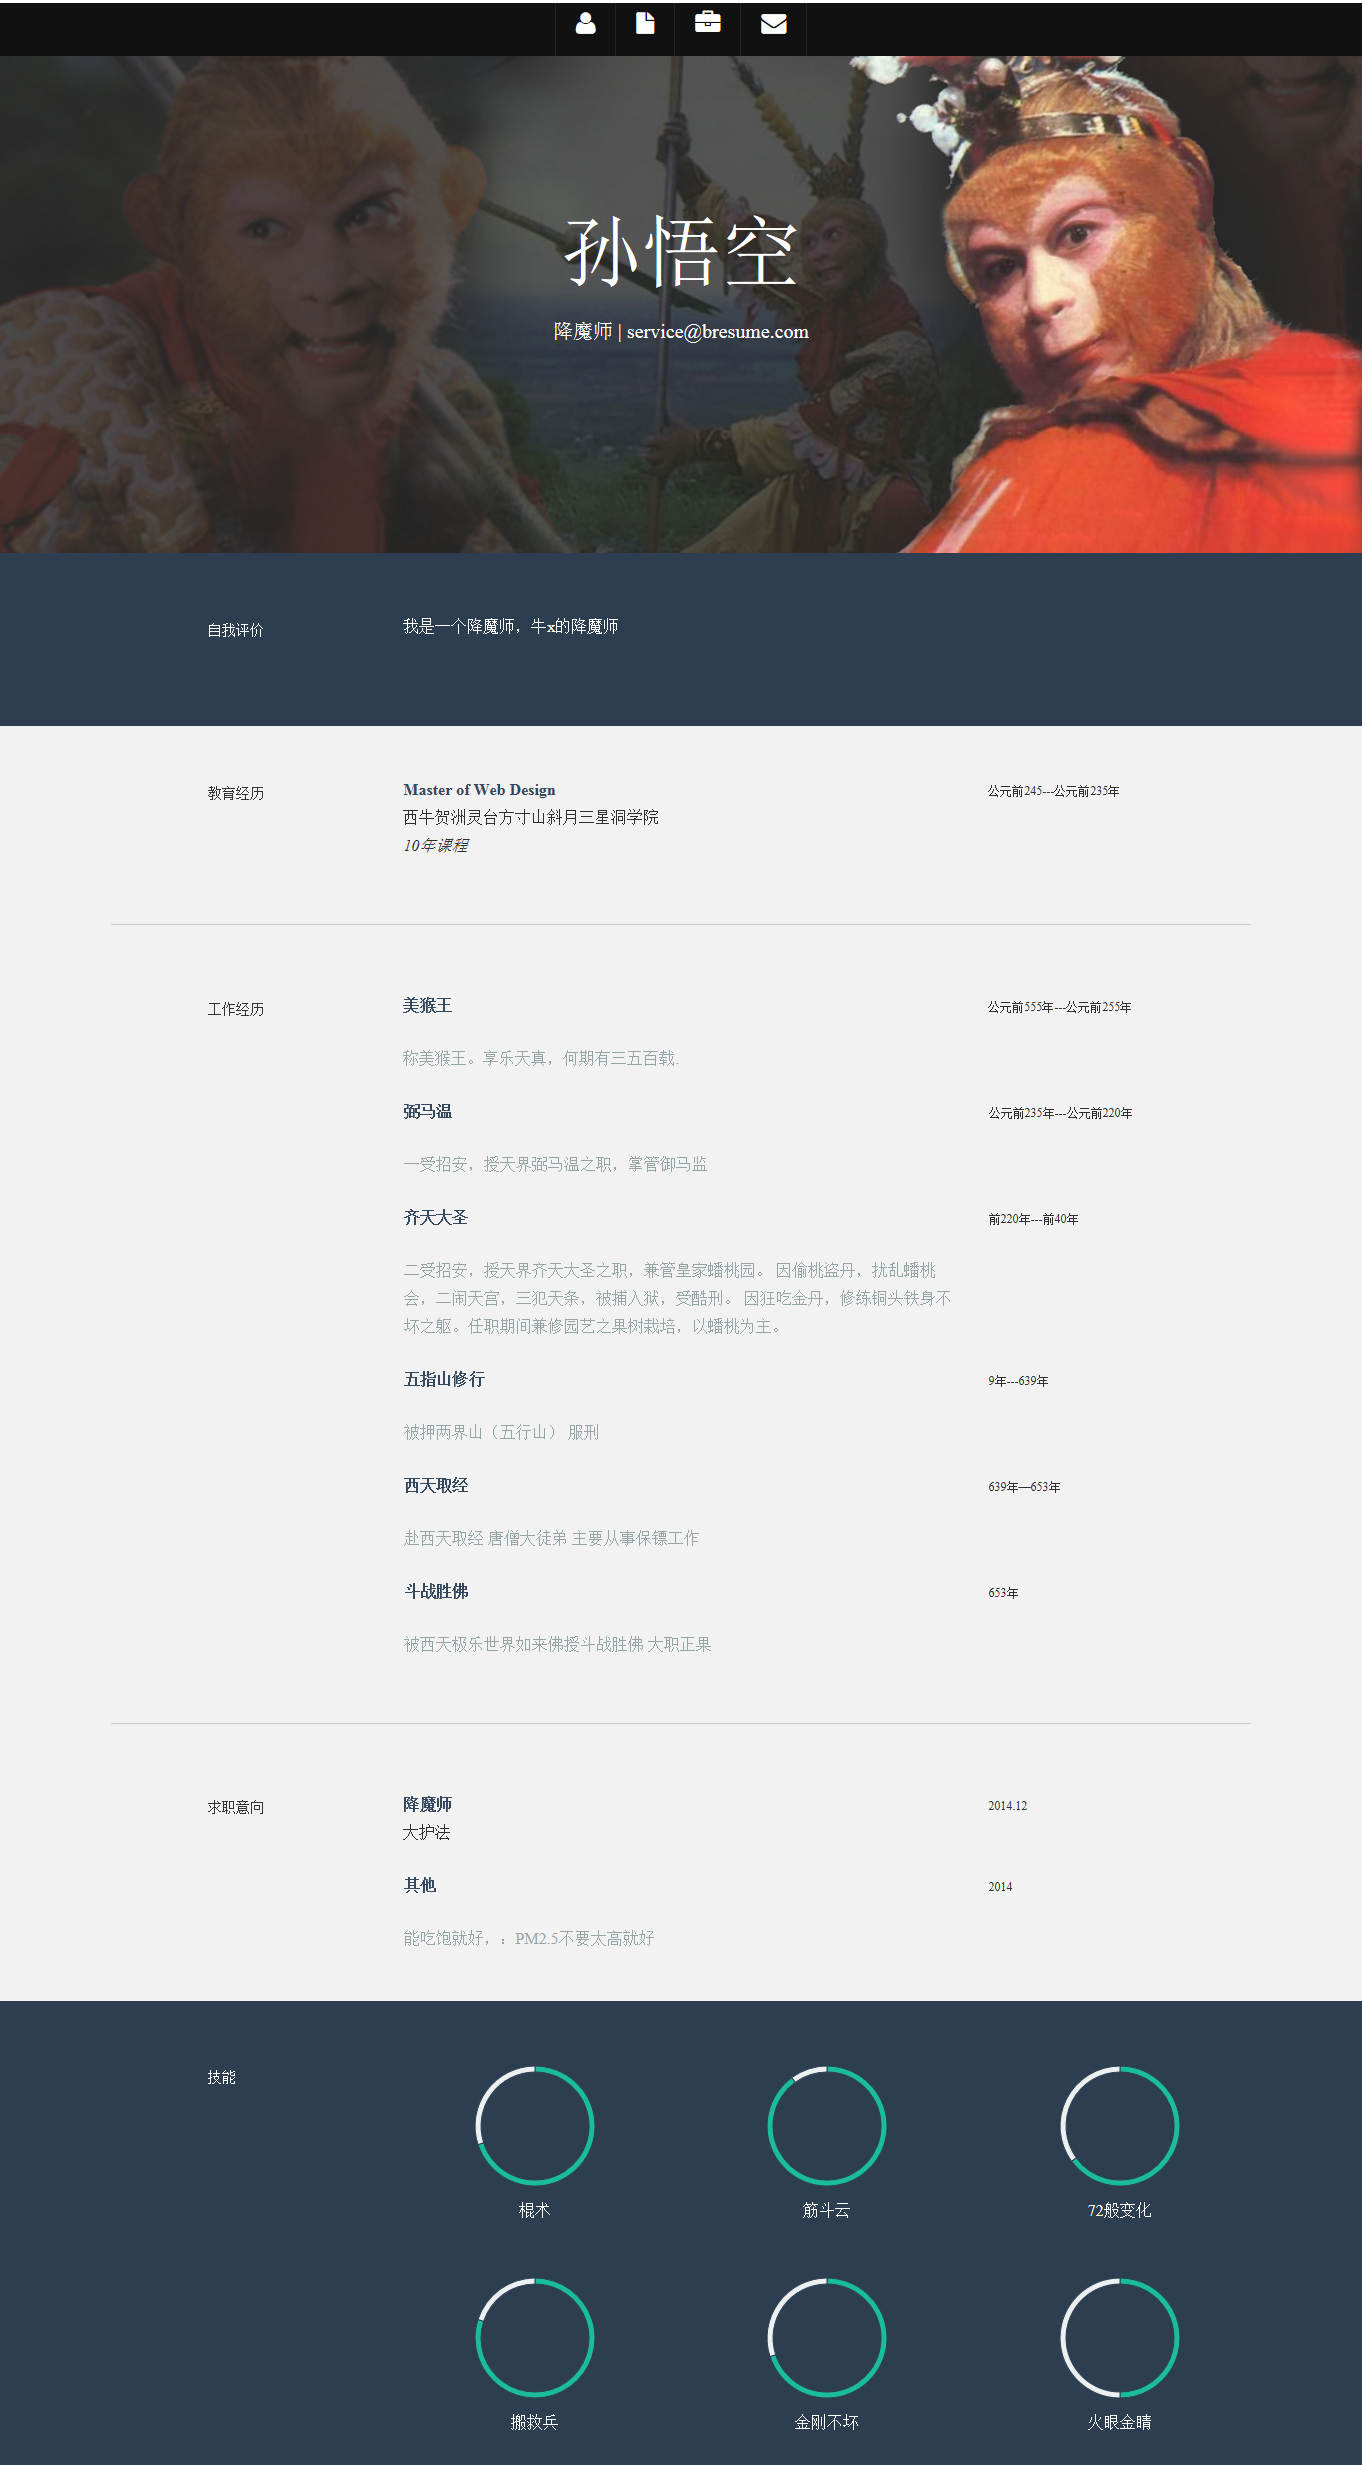 孙悟空
降魔师 | service@bresume.com
自我评价
我是一个降魔师，牛x的降魔师
教育经历
Master of Web Design
公元前245---公元前235年
西牛贺洲灵台方寸山斜月三星洞学院
10年课程
工作经历
美猴王
公元前555年---公元前255年
称美猴王。享乐天真，何期有三五百载.
弼马温
公元前235年---公元前220年
一受招安，授天界弼马温之职，掌管御马监
齐天大圣
前220年---前40年
二受招安，授天界齐天大圣之职，兼管皇家蟠桃园。 因偷桃盗丹，扰乱蟠桃
会，二闹天宫，三犯天条，被捕入狱，受酷刑。 因狂吃金丹，修练铜头铁身不
坏之躯。任职期间兼修园艺之果树栽培，以蟠桃为主。
五指山修行
9年---639年
被押两界山（五行山） 服刑
西天取经
639年—653年
赴西天取经 唐僧大徒弟 主要从事保镖工作
斗战胜佛
653年
被西天极乐世界如来佛授斗战胜佛 大职正果
求职意向
降魔师
2014.12
大护法
其他
2014
能吃饱就好，：PM2.5不要太高就好
技能
棍术
筋斗云
72般变化
搬救兵
金刚不坏
火眼金睛